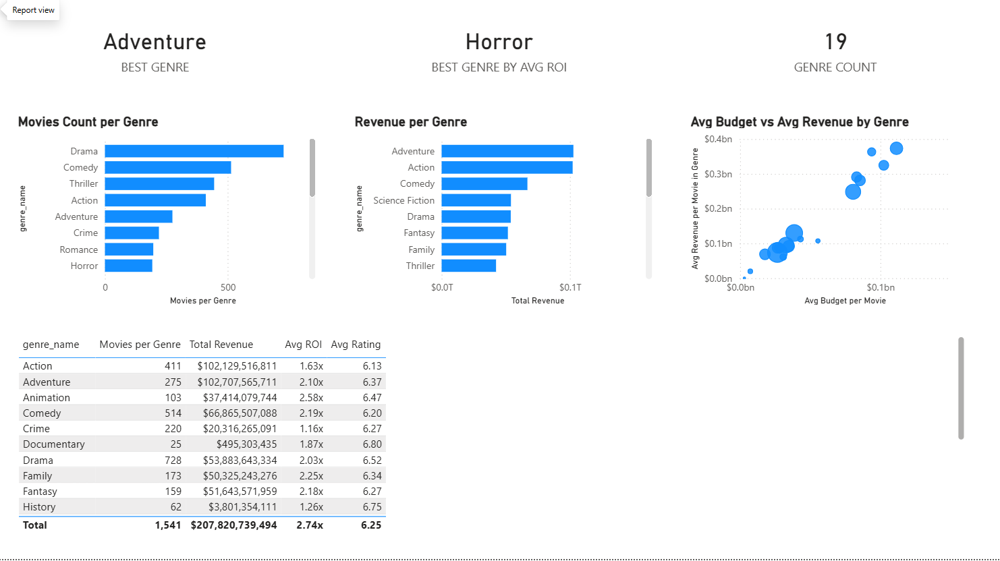 Report view
Adventure
BEST GENRE
Horror
BEST GENRE BY AVG ROI
19
GENRE COUNT
Movies Count per Genre
genre_name
Drama
Comedy
Thriller
Action
Adventure
Crime
Romance
Horror
0 500
Movies per Genre
Revenue per Genre
genre_name
Adventure
Action
Comedy
Science Fiction
Drama
Fantasy
Family
Thriller
$0.0T $0.1T
Total Revenue
Avg Budget vs Avg Revenue by Genre
Avg Revenue per Movie in Genre
$0.4bn
$0.3bn
$0.2bn
$0.1bn
$0.0bn
$0.0bn $0.1bn
Avg Budget per Movie
genre_name Movies per Genre Total Revenue Avg ROI Avg Rating
Action 411 $102,129,516,811 1.63x 6.13
Adventure 275 $102,707,565,711 2.10x 6.37
Animation 103 $37,414,079,744 2.58x 6.47
Comedy 514 $66,865,507,088 2.19x 6.20
Crime 220 $20,316,265,091 1.16x 6.27
Documentary 25 $495,303,435 1.87x 6.80
Drama 728 $53,883,643,334 2.03x 6.52
Family 173 $50,325,243,276 2.25x 6.34
Fantasy 159 $51,643,571,959 2.18x 6.27
History 62 $3,801,354,111 1.26x 6.75
Total 1,541 $207,820,739,494 2.74x 6.25